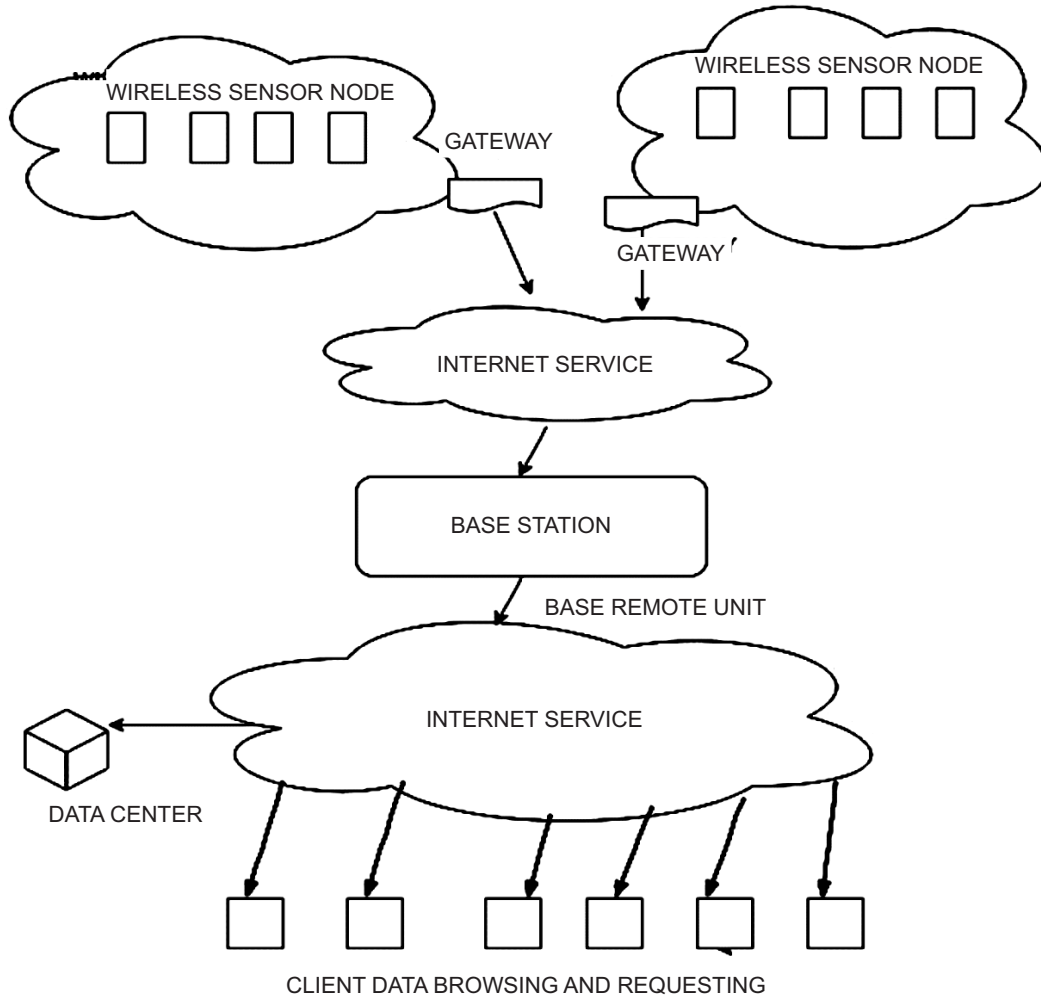 WIRELESS SENSOR NODE
WIRELESS SENSOR NODE
GATEWAY
GATEWAY
INTERNET SERVICE
BASE STATION
BASE REMOTE UNIT
INTERNET SERVICE
DATA CENTER
CLIENT DATA BROWSING AND REQUESTING